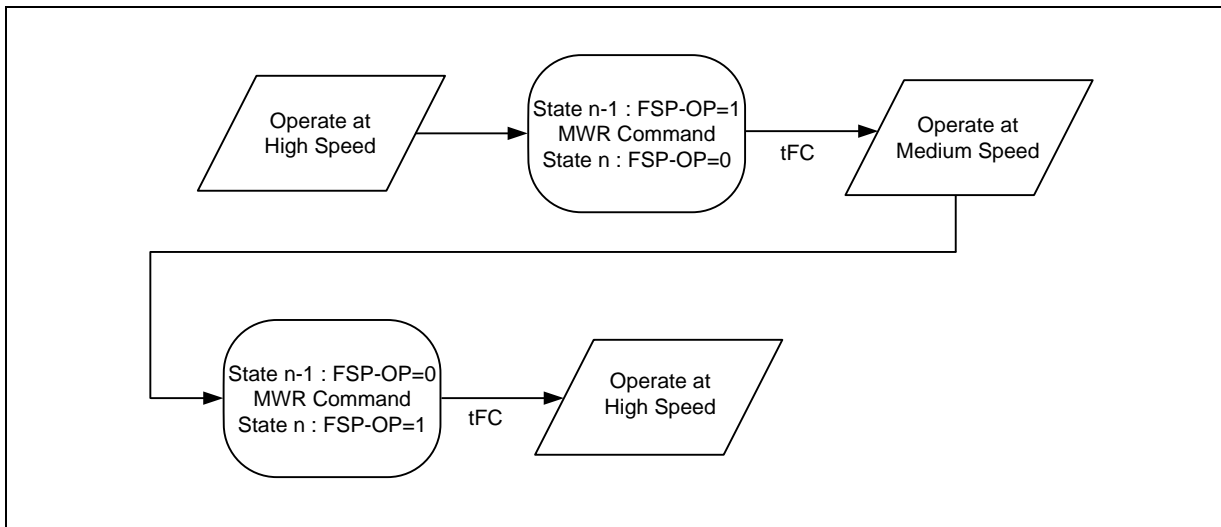 Operate at
High Speed
State n-1 : FSP-OP=1
MWR Command
State n : FSP-OP=0
tFC
Operate at
Medium Speed
State n-1 : FSP-OP=0
MWR Command
State n : FSP-OP=1
tFC
Operate at
High Speed